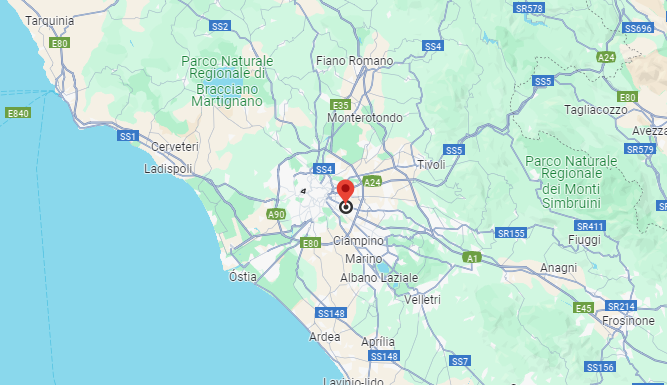 SR578
Tarquinia
SS2
SS696
E80
SS4
A24
Parco Naturale
Regionale di
Bracciano
Martignano
Fiano Romano
SS5
E80
E840
E35
Tagliacozzo
Monterotondo
Avezza
SS1
Cerveteri
SS5
SR579
Ladispoli
SS4
Tivoli
Parco Naturale
Regionale
dei Monti
Simbruini
A24
4
SS
A90
SR411
SR155
Fiuggi
E80
Ciampino
A1
Marino
Anagni
Ostia
Albano Laziale
Velletri
E45
SR214
SS148
Frosinone
Ardea
Aprilia
SS148
SS7
SS156
Lavinio-lido